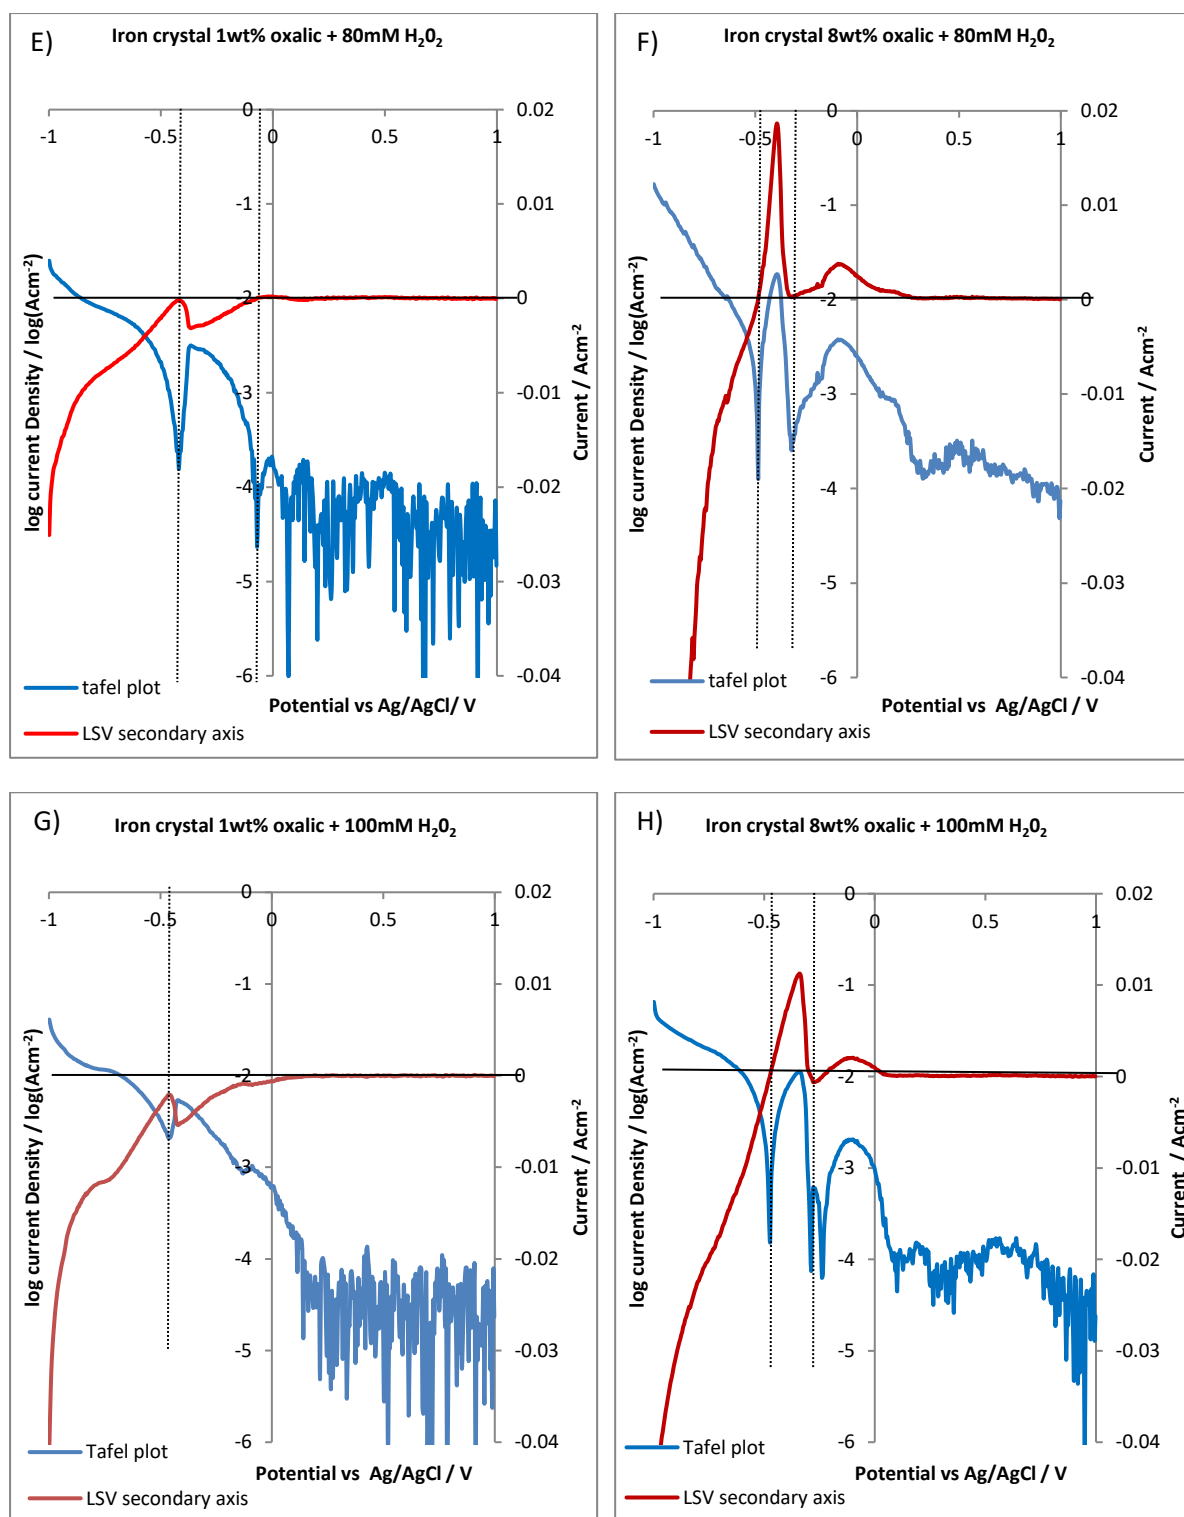 E)
Iron crystal 1wt% oxalic + 80mM H₂0₂
0
0.02
-1
-0.5
0
0.5
1
-1
0.01
-2
0
-3
-0.01
-4
-0.02
-5
-0.03
-6
-0.04
log current Density / log(Acm⁻²)
Current / Acm⁻²
tafel plot
Potential vs Ag/AgCl/ V
LSV secondary axis
F)
Iron crystal 8wt% oxalic + 80mM H₂0₂
0
0.02
-1
-0.5
0
0.5
1
-1
0.01
-2
0
-3
-0.01
-4
-0.02
-5
-0.03
-6
-0.04
log current Density / log(Acm⁻²)
Current / Acm⁻²
tafel plot
Potential vs Ag/AgCl / V
LSV secondary axis
G)
Iron crystal 1wt% oxalic + 100mM H₂0₂
0
0.02
-1
-0.5
0
0.5
1
-1
0.01
-2
0
-3
-0.01
-4
-0.02
-5
-0.03
-6
-0.04
log current Density / log(Acm⁻²)
Current / Acm⁻²
Tafel plot
Potential vs Ag/AgCl / V
LSV secondary axis
H)
Iron crystal 8wt% oxalic + 100mM H₂0₂
0
0.02
-1
-0.5
0
0.5
1
-1
0.01
-2
0
-3
-0.01
-4
-0.02
-5
-0.03
-6
-0.04
log current Density / log(Acm⁻²)
Current / Acm⁻²
Tafel plot
Potential vs Ag/AgCl / V
LSV secondary axis